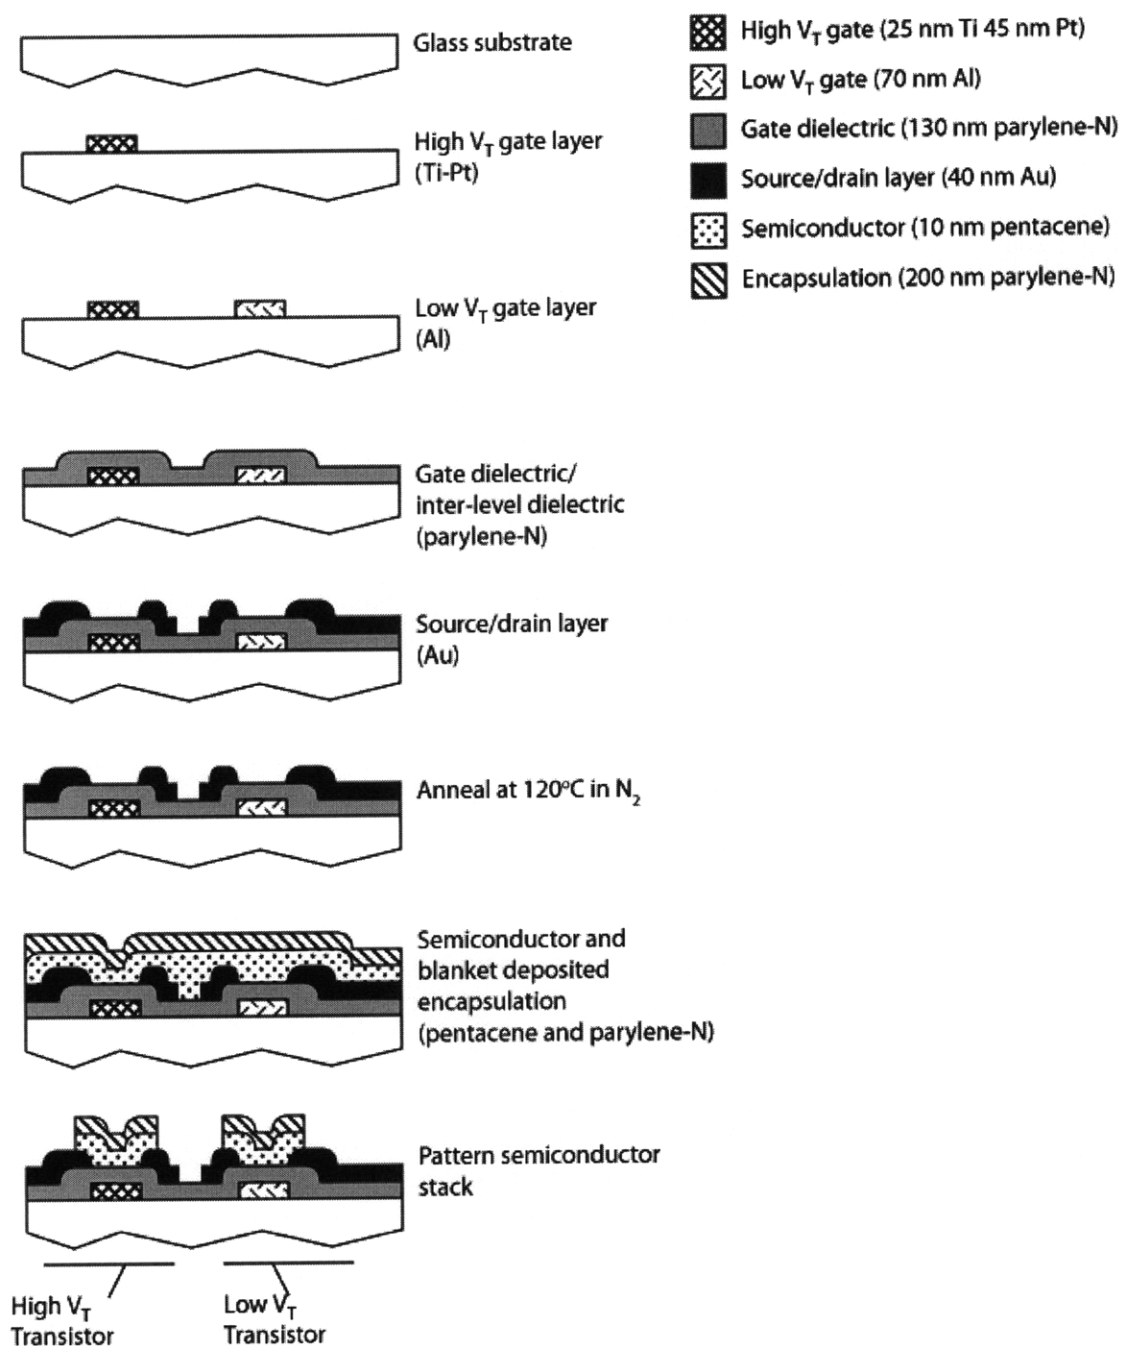 Glass substrate
High VT gate layer
(Ti-Pt)
Low VT gate layer
(Al)
Gate dielectric/
inter-level dielectric
(parylene-N)
Source/drain layer
(Au)
Anneal at 120°C in N2
Semiconductor and
blanket deposited
encapsulation
(pentacene and parylene-N)
Pattern semiconductor
stack
High VT
Transistor
Low VT
Transistor
High VT gate (25 nm Ti 45 nm Pt)
Low VT gate (70 nm Al)
Gate dielectric (130 nm parylene-N)
Source/drain layer (40 nm Au)
Semiconductor (10 nm pentacene)
Encapsulation (200 nm parylene-N)